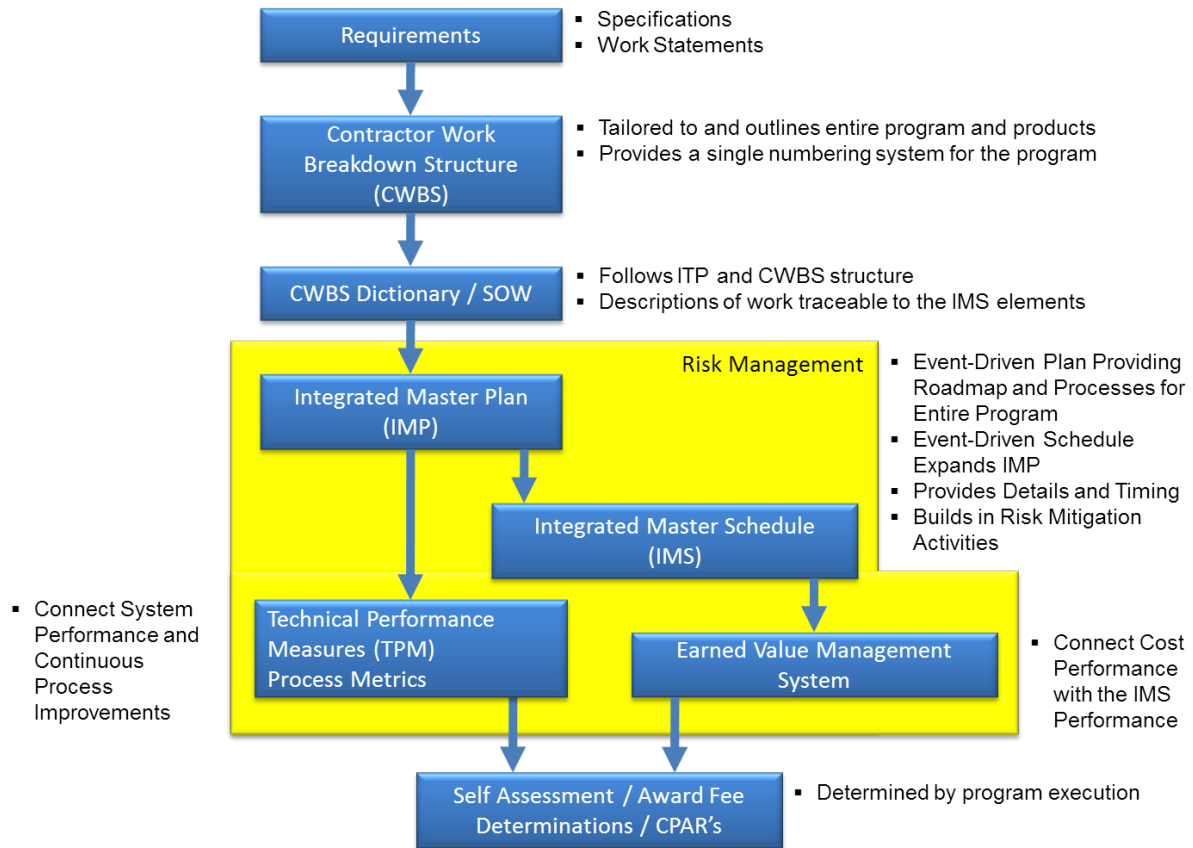 Requirements
▪ Specifications
▪ Work Statements
Contractor Work
Breakdown Structure
(CWBS)
▪ Tailored to and outlines entire program and products
▪ Provides a single numbering system for the program
CWBS Dictionary / SOW
▪ Follows ITP and CWBS structure
▪ Descriptions of work traceable to the IMS elements
Risk Management
Integrated Master Plan
(IMP)
▪ Event-Driven Plan Providing
Roadmap and Processes for
Entire Program
▪ Event-Driven Schedule
Expands IMP
▪ Provides Details and Timing
▪ Builds in Risk Mitigation
Activities
Integrated Master Schedule
(IMS)
▪ Connect System
Performance and
Continuous
Process
Improvements
Technical Performance
Measures (TPM)
Process Metrics
Earned Value Management
System
▪ Connect Cost
Performance
with the IMS
Performance
Self Assessment / Award Fee
Determinations / CPAR's
▪ Determined by program execution